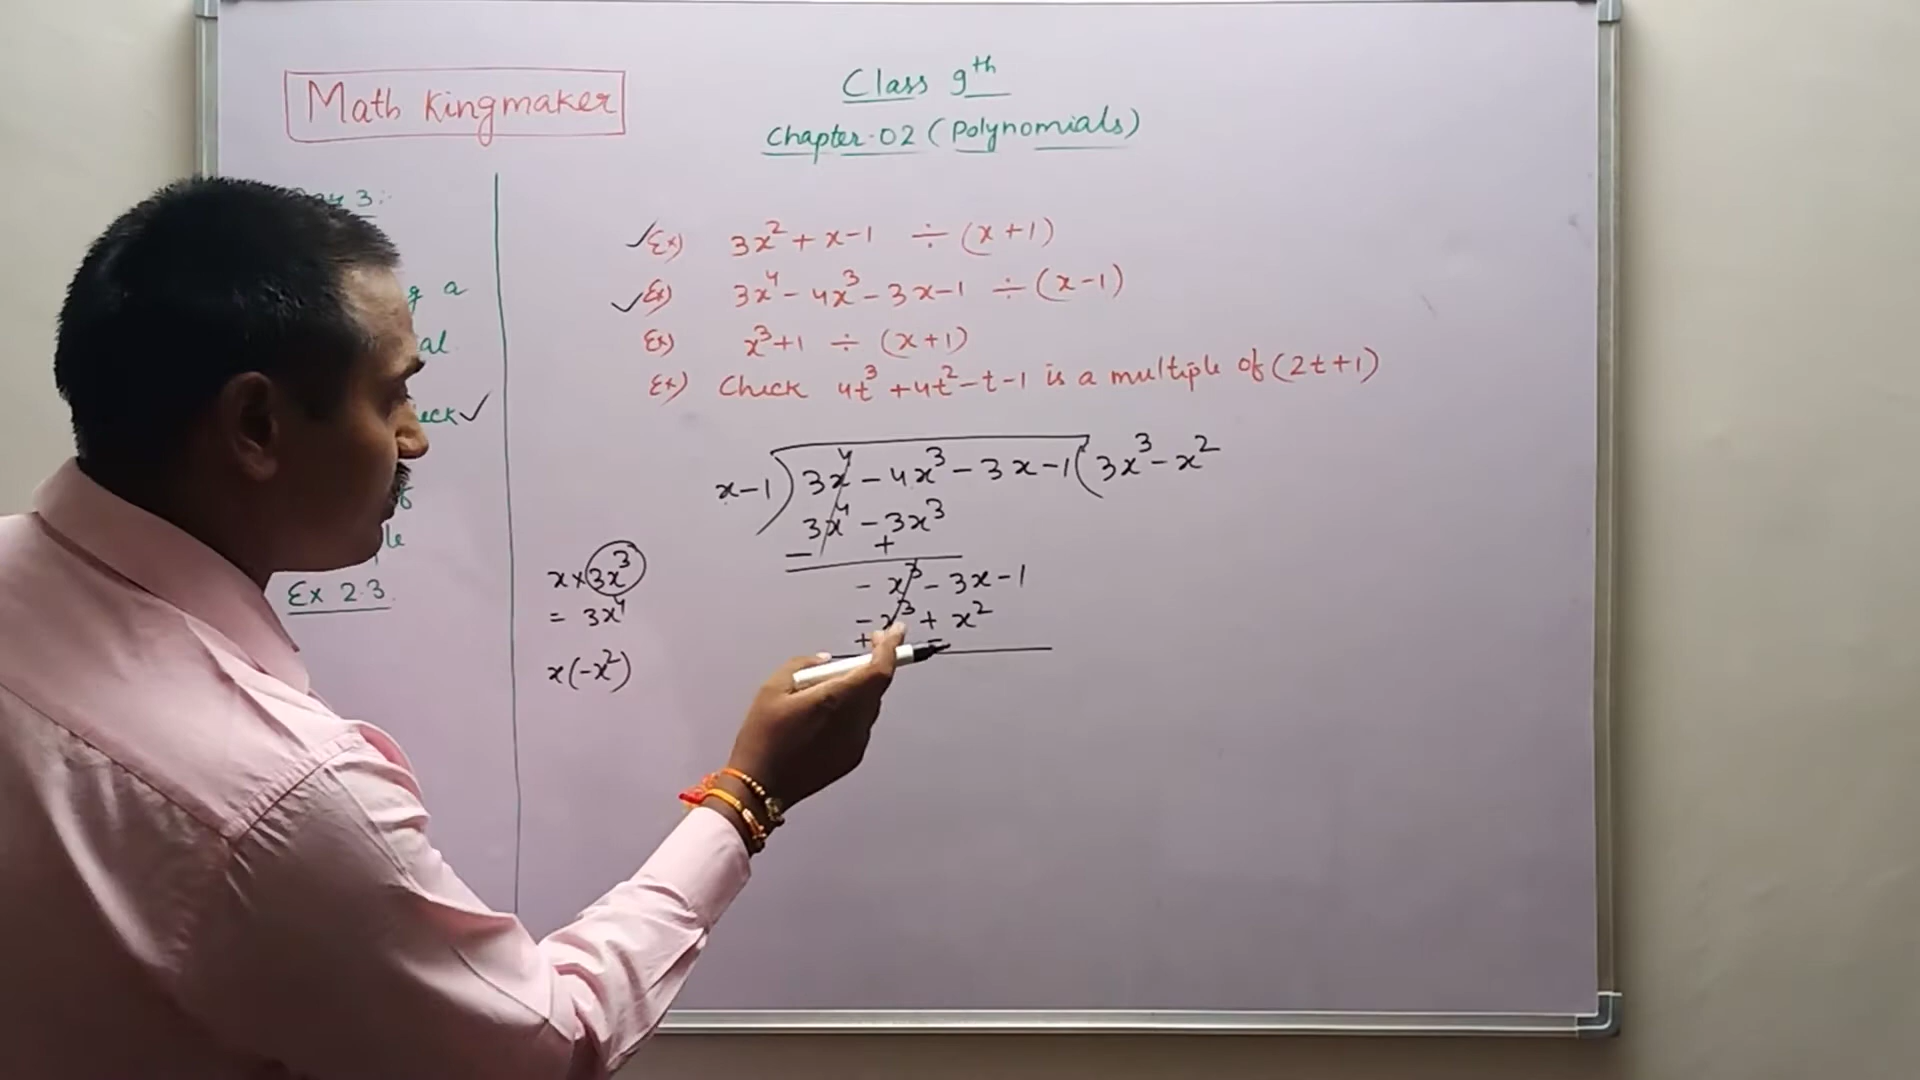 Math Kingmaker
Class 9th
Chapter-02 (Polynomials)
3:-
a
Ex 2.3
Ex) 3x² + x - 1 ÷ (x + 1)
Ex) 3x⁴ - 4x³ - 3x - 1 ÷ (x - 1)
Ex) x³ + 1 ÷ (x + 1)
Ex) Check 4t³ + 4t² - t - 1 is a multiple of (2t + 1)
x-1) 3x⁴ - 4x³ - 3x - 1 (3x³ - x²
3x⁴ - 3x³
- +
- x³ - 3x - 1
- x³ + x²
+ -
x × 3x³
= 3x⁴
x(-x²)